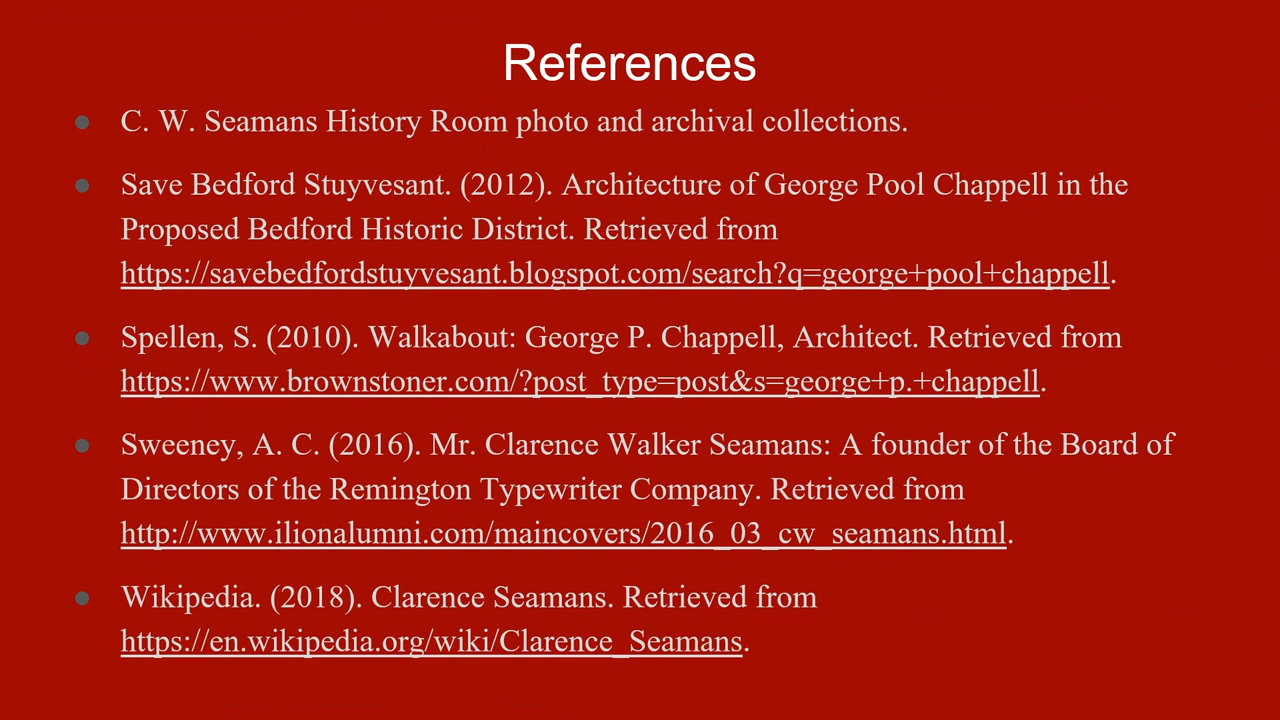 References
C. W. Seamans History Room photo and archival collections.
Save Bedford Stuyvesant. (2012). Architecture of George Pool Chappell in the
Proposed Bedford Historic District. Retrieved from
https://savebedfordstuyvesant.blogspot.com/search?q=george+pool+chappell.
Spellen, S. (2010). Walkabout: George P. Chappell, Architect. Retrieved from
https://www.brownstoner.com/?post_type=post&s=george+p.+chappell.
Sweeney, A. C. (2016). Mr. Clarence Walker Seamans: A founder of the Board of
Directors of the Remington Typewriter Company. Retrieved from
http://www.ilionalumni.com/maincovers/2016_03_cw_seamans.html.
Wikipedia. (2018). Clarence Seamans. Retrieved from
https://en.wikipedia.org/wiki/Clarence_Seamans.